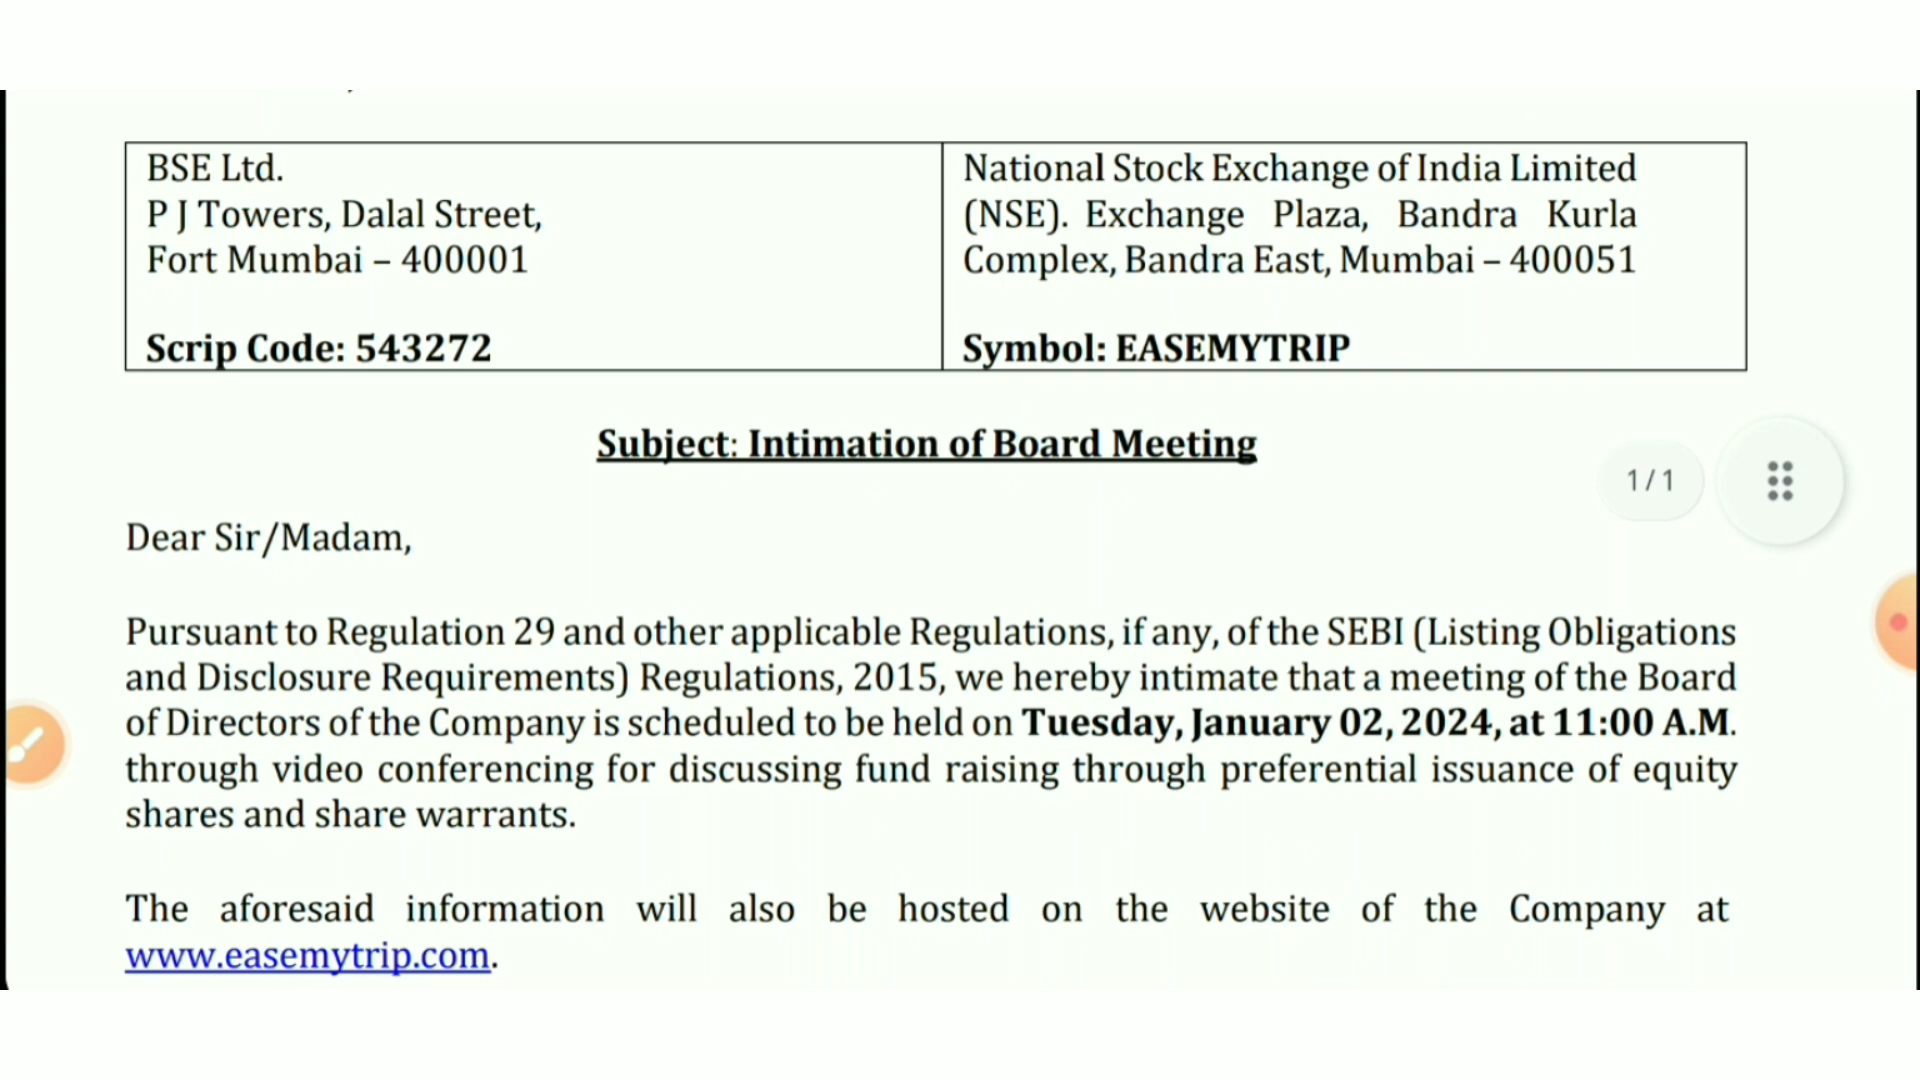 BSE Ltd.
P J Towers, Dalal Street,
Fort Mumbai – 400001
Scrip Code: 543272
National Stock Exchange of India Limited
(NSE). Exchange Plaza, Bandra Kurla
Complex, Bandra East, Mumbai – 400051
Symbol: EASEMYTRIP
Subject: Intimation of Board Meeting
1 / 1
Dear Sir/Madam,
Pursuant to Regulation 29 and other applicable Regulations, if any, of the SEBI (Listing Obligations
and Disclosure Requirements) Regulations, 2015, we hereby intimate that a meeting of the Board
of Directors of the Company is scheduled to be held on Tuesday, January 02, 2024, at 11:00 A.M.
through video conferencing for discussing fund raising through preferential issuance of equity
shares and share warrants.
The aforesaid information will also be hosted on the website of the Company at
www.easemytrip.com.